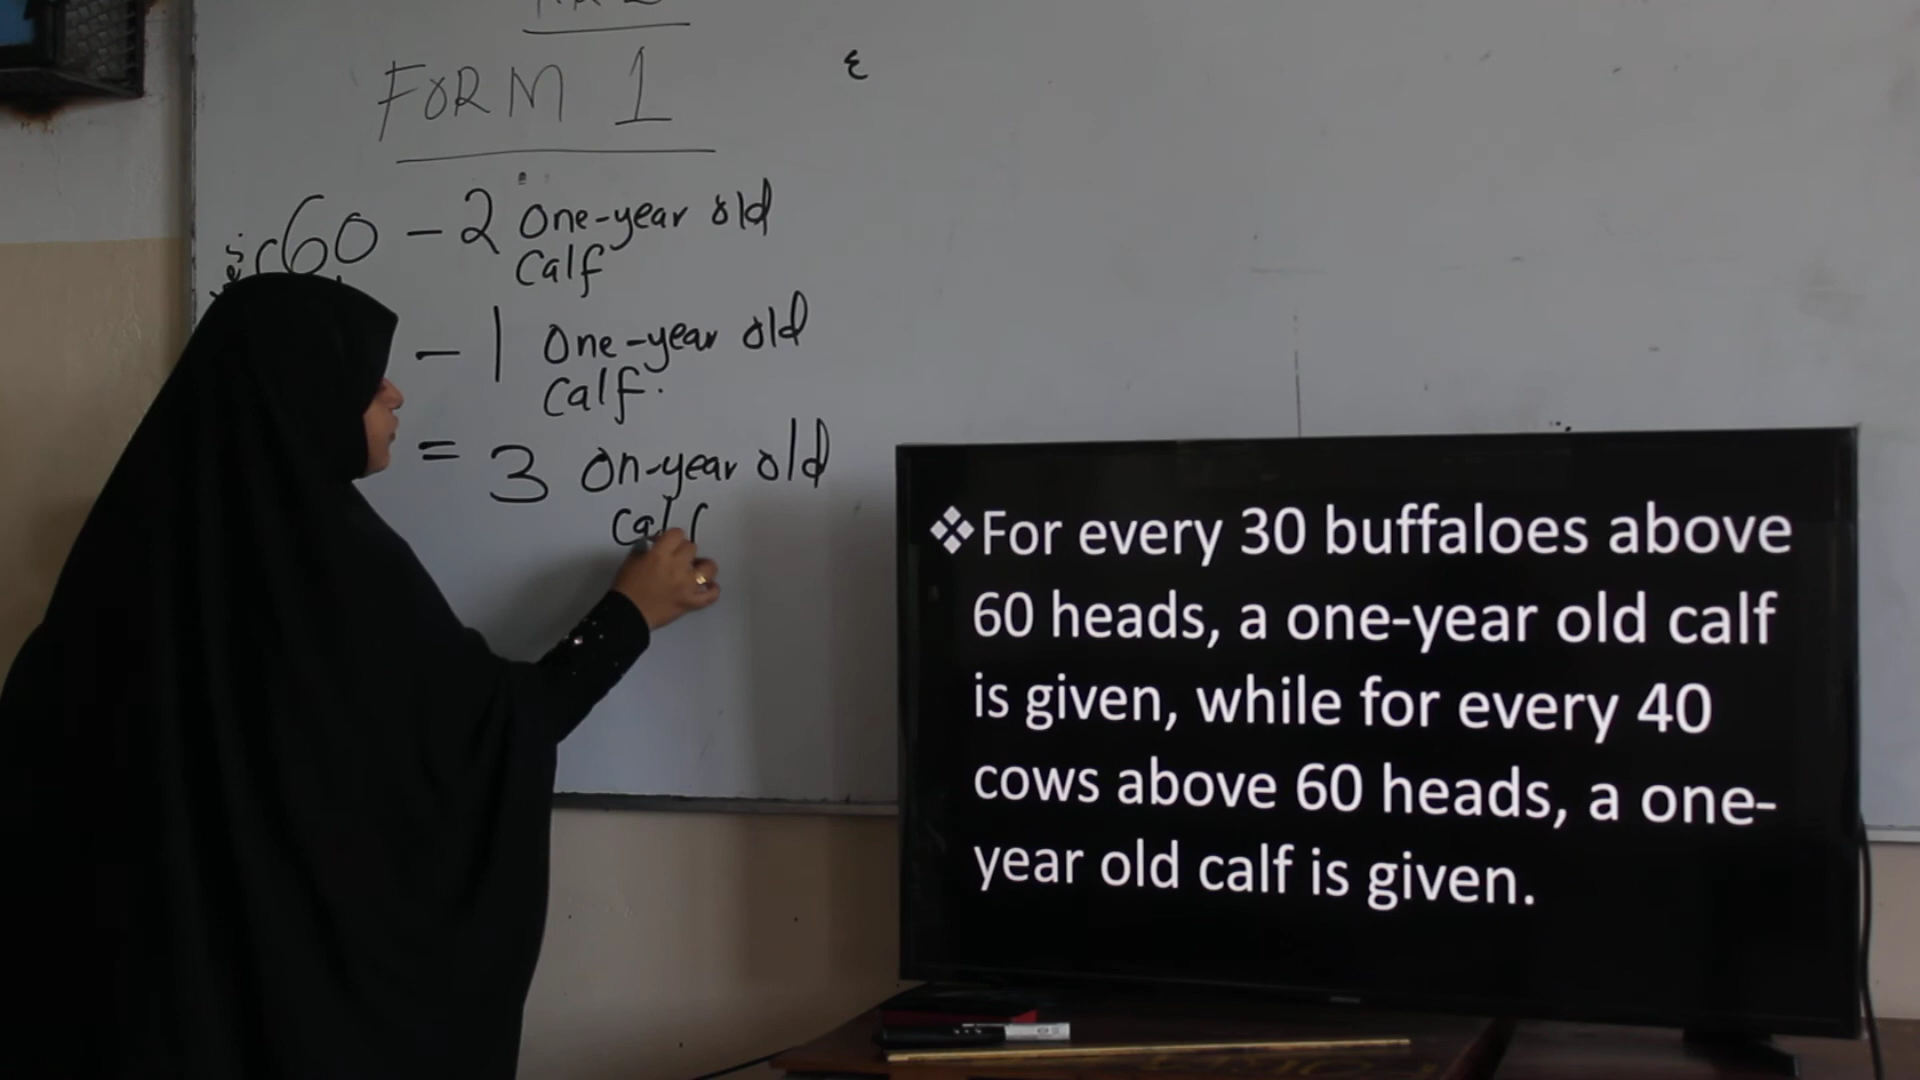 FORM 1
60 - 2 One-year old
Calf
- 1 One-year old
Calf.
= 3 On-year old
Calf
❖For every 30 buffaloes above
60 heads, a one-year old calf
is given, while for every 40
cows above 60 heads, a one-
year old calf is given.